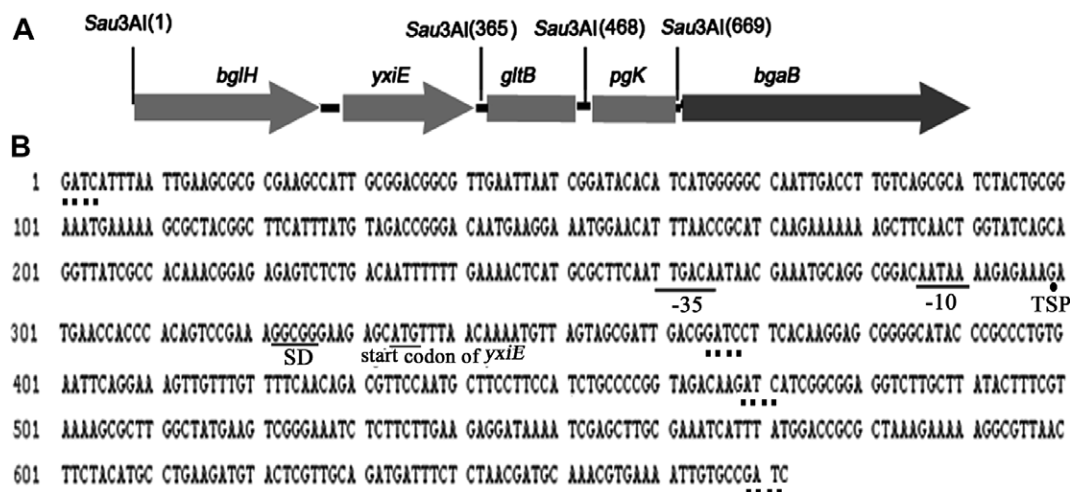 A
Sau3AI(1) Sau3AI(365) Sau3AI(468) Sau3AI(669)
bglH yxiE gltB pgK bgaB
B
1 GATCATTTAA TTGAAGCGCG CGAAGCCATT GCGGACGGCG TTGAATTAAT CGGATACACA TCATGGGGGC CAATTGACCT TGTCAGCGCA TCTACTGCGG
101 AAATGAAAAA GCGCTACGGC TTCATTTATG TAGACCGGGA CAATGAAGGA AATGGAACAT TTAACCGCAT CAAGAAAAAA AGCTTCAACT GGTATCAGCA
201 GGTTATCGCC ACAAACGGAG AGAGTCTCTG ACAATTTTTT GAAAACTCAT GCGCTTCAAT TTGACAATAAC GAAATGCAGG CGGACAATAA AAGAGAAAGA
-35 -10 TSP
301 TGAACCACCC ACAGTCCGAA AGGCGGGAAG AGCATGTTTA ACAAAATGTT AGTAGCGATT GACGGATCCT TCACAAGGAG CGGGGCATAC CCGCCCTGTG
SD start codon of yxiE
401 AATTCAGGAA AGTTGTTTGT TTTCAACAGA CGTTCCAATG CTTCCTTCCA TCTGCCCCGG TAGACAAGATC ATCGGCGGA GGTCTTGCTT ATACTTTCGT
501 AAAAGCGCTT GGCTATGAAG TCGGGAAATC TCTTCTTGAA GAGGATAAAA TCGAGCTTGC GAAATCATTT ATGGACCGCG CTAAAGAAAA AGGCGTTAAC
601 TTCTACATGC CTGAAGATGT ACTCGTTGCA GATGATTTCT CTAACGATGC AAACGTGAAA ATTGTGCCGA TC